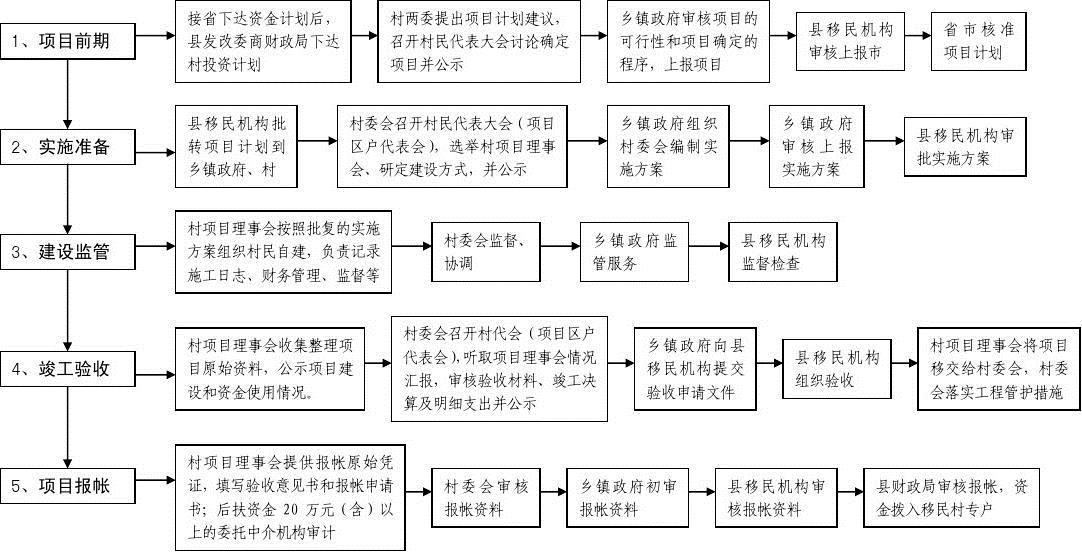 1、项目前期
按省下达资金计划后，
县发改委商财政局下达
村投资计划
村两委提出项目计划建议，
召开村民代表大会讨论确定
项目并公示
乡镇政府审核项目的
可行性和项目确定的
程序，上报项目
县移民机构
审核上报市
省市核准
项目计划
2、实施准备
县移民机构批
转项目计划到
乡镇政府、村
村委会召开村民代表大会（项目
区户代表会），选举村项目理事
会、研定建设方式，并公示
乡镇政府组织
村委会编制实
施方案
乡镇政府
审核上报
实施方案
县移民机构审
批实施方案
3、建设监管
村项目理事会按照批复的实施
方案组织村民自建，负责记录
施工日志、财务管理、监督等
村委会监督、
协调
乡镇政府监
管服务
县移民机构
监督检查
4、竣工验收
村项目理事会收集整理项
目原始资料，公示项目建
设和资金使用情况。
村委会召开村代会（项目区户
代表会），听取项目理事会情况
汇报，审核验收材料、竣工决
算及明细支出并公示
乡镇政府向县
移民机构提交
验收申请文件
县移民机构
组织验收
村项目理事会将项目
移交给村委会，村委
会落实工程管护措施
5、项目报帐
村项目理事会提供报帐原始凭
证，填写验收意见书和报帐申请
书；后扶资金 20 万元（含）以
上的委托中介机构审计
村委会审核
报帐资料
乡镇政府初审
报帐资料
县移民机构审
核报帐资料
县财政局审核报帐，资
金拨入移民村专户